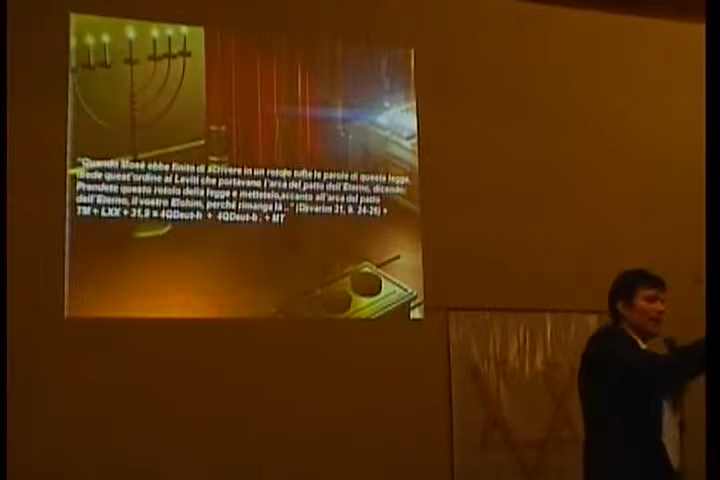 "Quando Mosè ebbe finito di scrivere in un rotolo tutte le parole di questa legge,
diede quest'ordine ai Leviti che portavano l'arca del patto dell'Eterno, dicendo:
Prendete questo rotolo della legge e mettetelo accanto all'arca del patto
dell'Eterno, il vostro Elohim, perché rimanga là .." (Devarim 31, 9. 24-26) -
TM + LXX + 31,9 = 4QDeut-h + 4QDeut-b . + MT